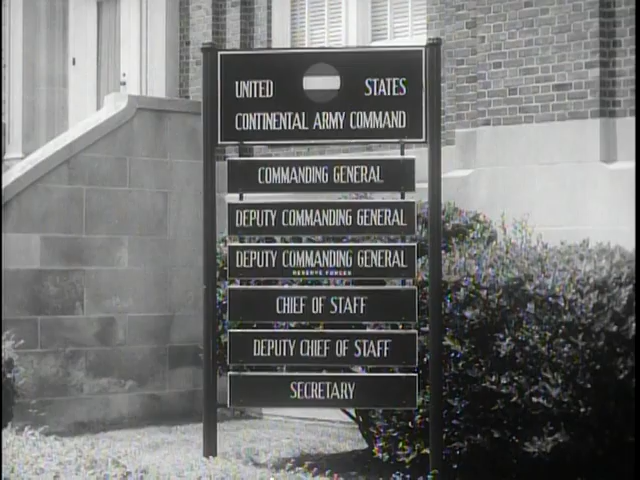 UNITED STATES
CONTINENTAL ARMY COMMAND
COMMANDING GENERAL
DEPUTY COMMANDING GENERAL
DEPUTY COMMANDING GENERAL
RESERVE FORCES
CHIEF OF STAFF
DEPUTY CHIEF OF STAFF
SECRETARY